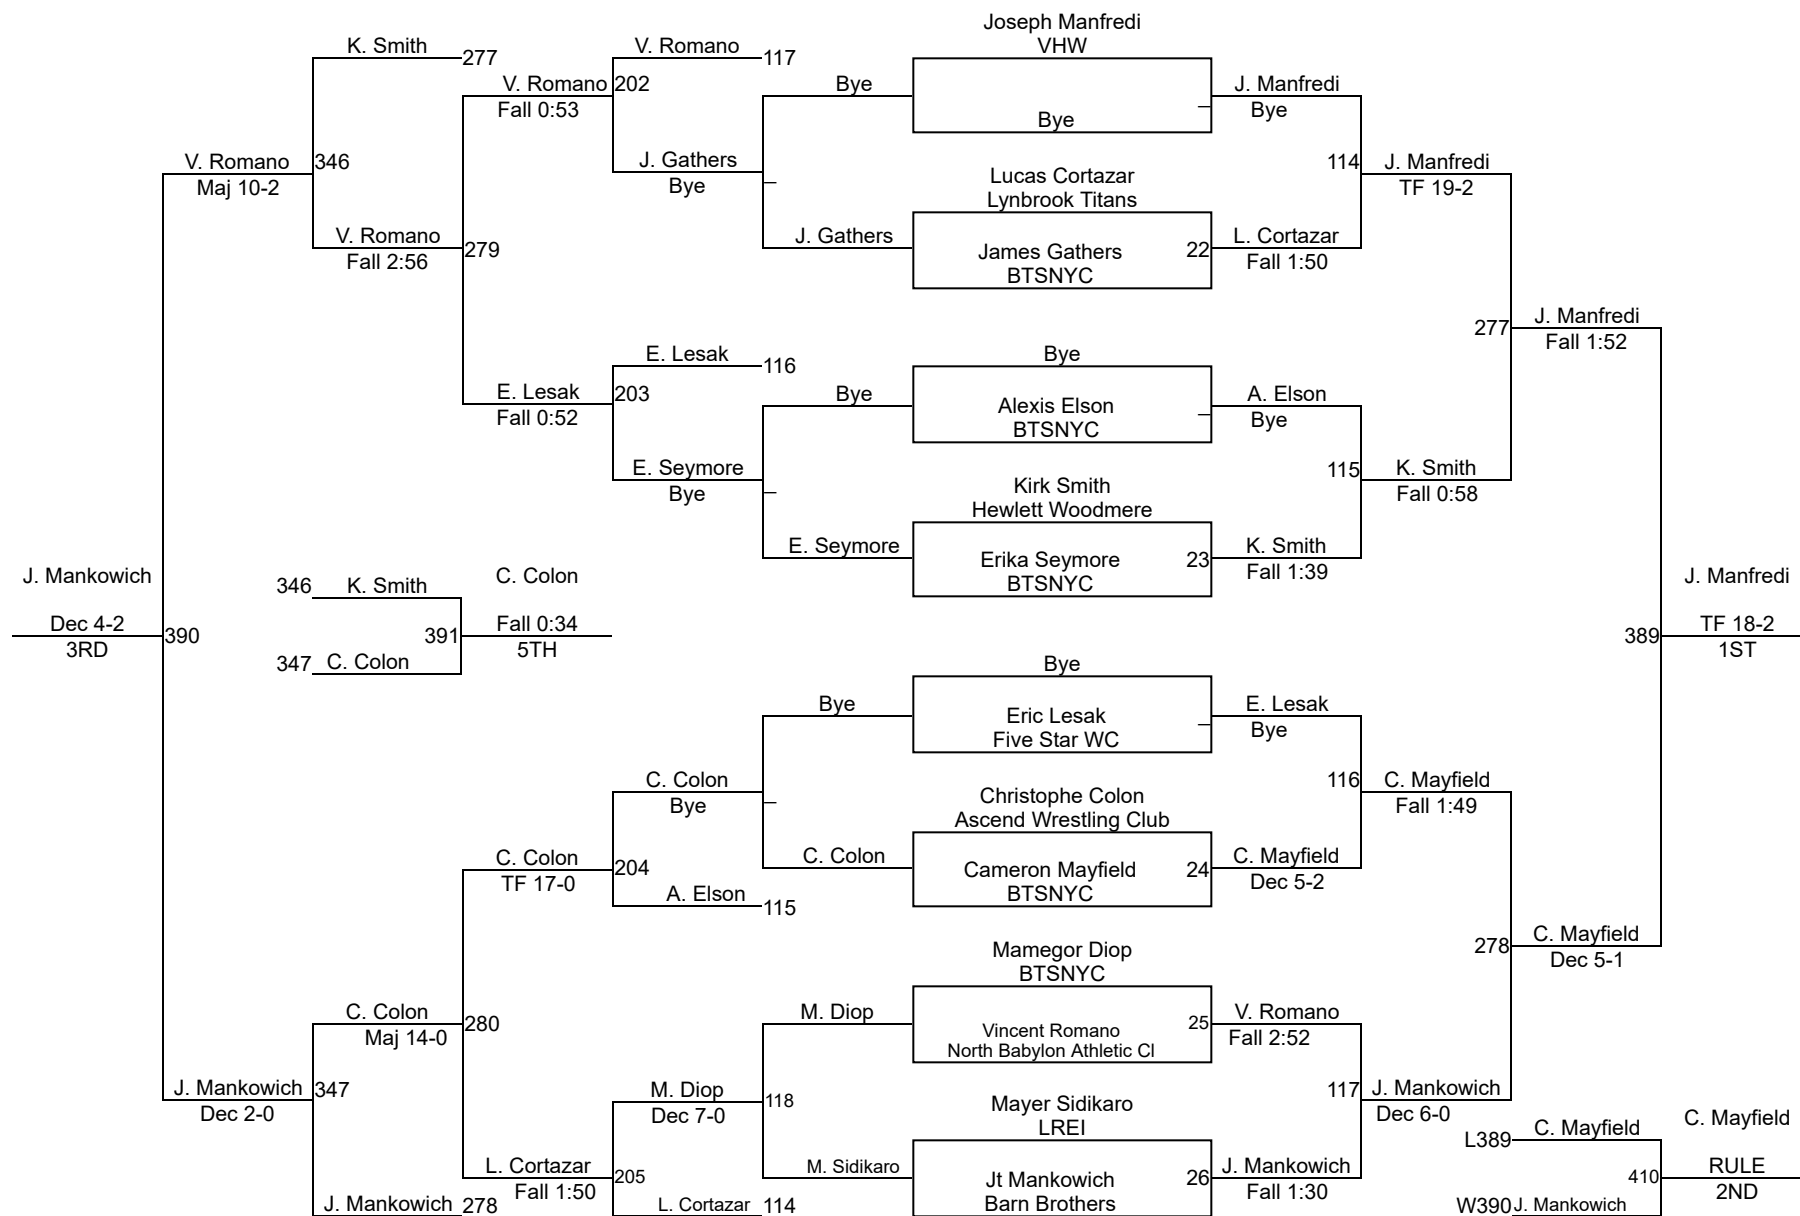 Joseph Manfredi
VHW
K. Smith
277
V. Romano
117
V. Romano
202
Fall 0:53
Bye
Bye
J. Manfredi
Bye
V. Romano
346
Maj 10-2
J. Gathers
Bye
Lucas Cortazar
Lynbrook Titans
114
J. Manfredi
TF 19-2
V. Romano
279
Fall 2:56
J. Gathers
James Gathers
BTSNYC
22
L. Cortazar
Fall 1:50
277
J. Manfredi
Fall 1:52
E. Lesak
116
Bye
E. Lesak
203
Fall 0:52
Bye
Alexis Elson
BTSNYC
A. Elson
Bye
E. Seymore
Bye
Kirk Smith
Hewlett Woodmere
115
K. Smith
Fall 0:58
E. Seymore
Erika Seymore
BTSNYC
23
K. Smith
Fall 1:39
J. Mankowich
Dec 4-2
3RD
390
346
K. Smith
347
C. Colon
391
C. Colon
Fall 0:34
5TH
389
J. Manfredi
TF 18-2
1ST
Bye
Bye
Eric Lesak
Five Star WC
E. Lesak
Bye
C. Colon
Bye
Christophe Colon
Ascend Wrestling Club
116
C. Mayfield
Fall 1:49
C. Colon
TF 17-0
204
C. Colon
Cameron Mayfield
BTSNYC
24
C. Mayfield
Dec 5-2
A. Elson
115
Mamegor Diop
BTSNYC
278
C. Mayfield
Dec 5-1
C. Colon
Maj 14-0
280
M. Diop
Vincent Romano
North Babylon Athletic Cl
25
V. Romano
Fall 2:52
J. Mankowich
Dec 2-0
347
M. Diop
Dec 7-0
118
Mayer Sidikaro
LREI
117
J. Mankowich
Dec 6-0
L. Cortazar
Fall 1:50
205
M. Sidikaro
Jt Mankowich
Barn Brothers
26
J. Mankowich
Fall 1:30
L389
C. Mayfield
C. Mayfield
410
RULE
2ND
J. Mankowich
278
L. Cortazar
114
W390
J. Mankowich